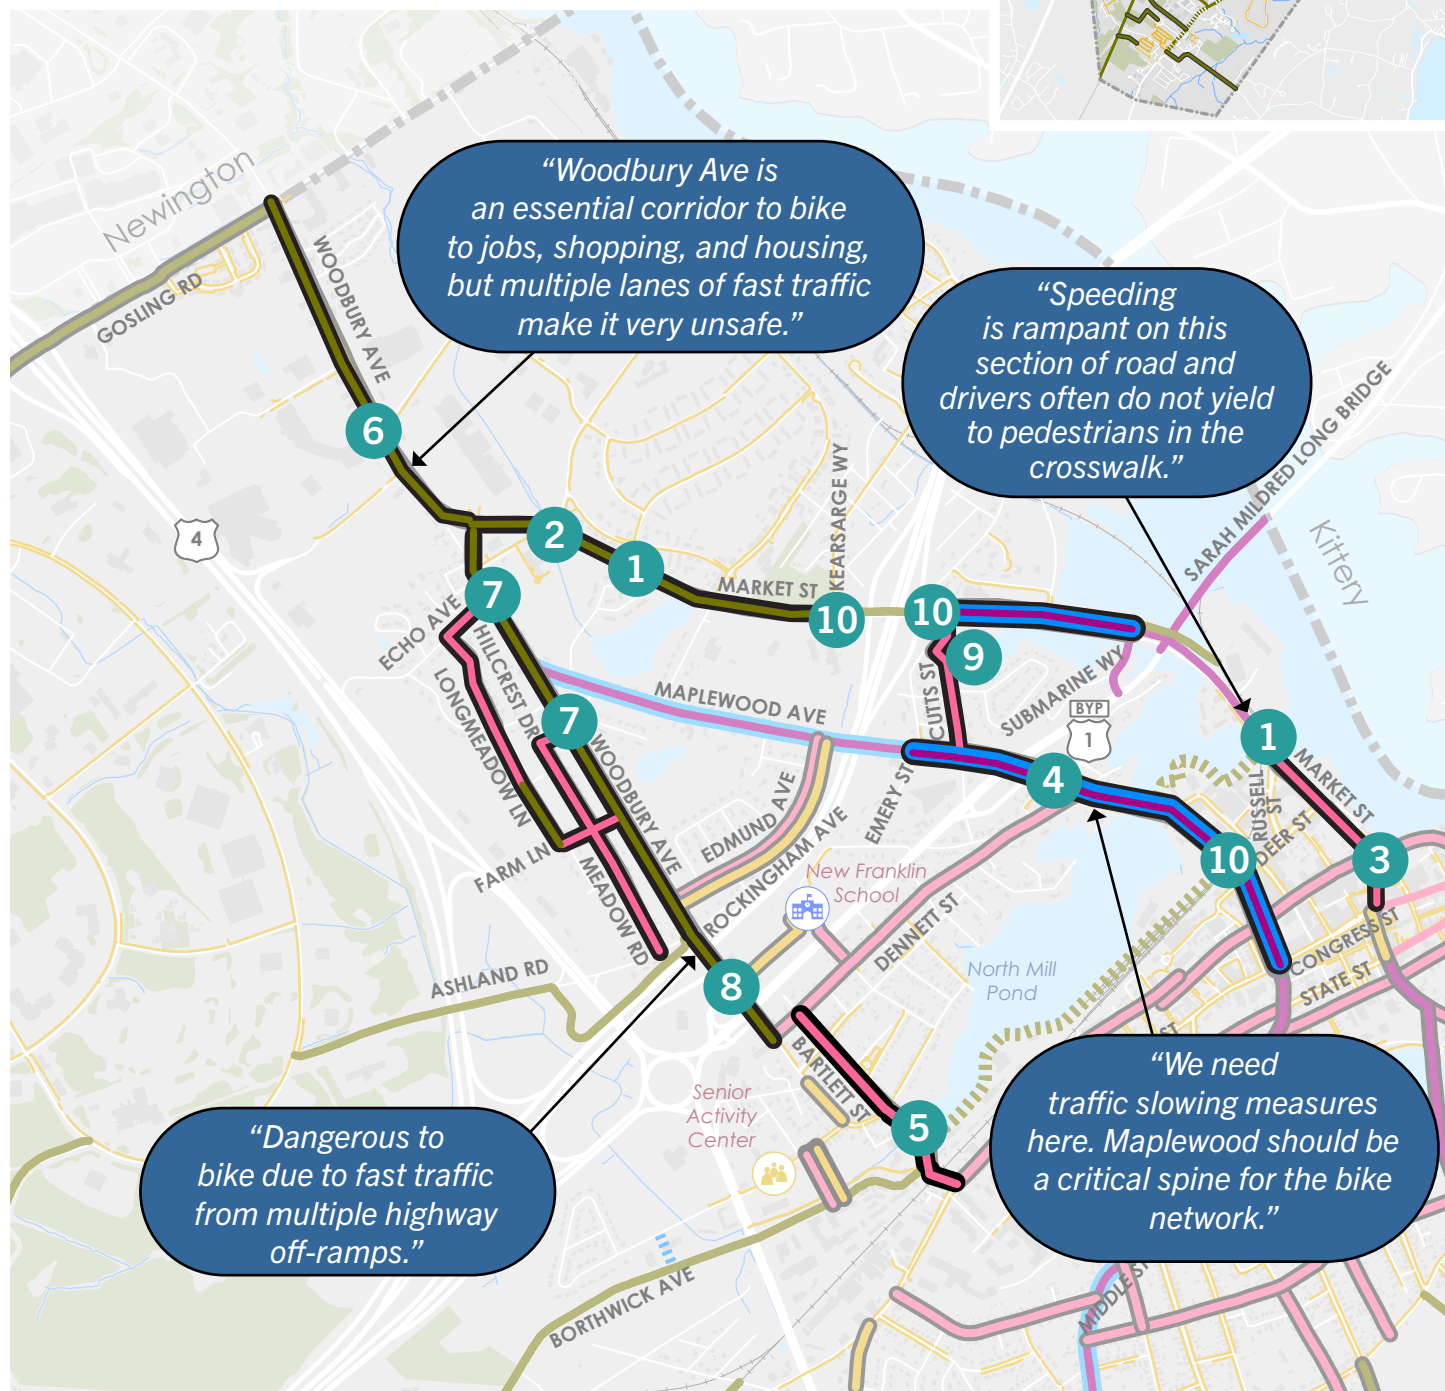 Newington
GOSLING RD
WOODBURY AVE
“Woodbury Ave is
an essential corridor to bike
to jobs, shopping, and housing,
but multiple lanes of fast traffic
make it very unsafe.”
“Speeding
is rampant on this
section of road and
drivers often do not yield
to pedestrians in the
crosswalk.”
SARAH MILDRED LONG BRIDGE
Kittery
6
4
2
1
KEARSARGE WY
MARKET ST
10
10
9
7
ECHO AVE
HILLCREST DR
LONGMEADOW LN
CUTTS ST
SUBMARINE WY
MAPLEWOOD AVE
BYP
1
7
1
WOODBURY AVE
EDMUND AVE
EMERY ST
4
RUSSELL
ST
MARKET ST
DEER ST
10
3
FARM LN
MEADOW RD
ROCKINGHAM AVE
New Franklin
School
DENNETT ST
CONGRESS ST
STATE ST
ASHLAND RD
8
North Mill
Pond
ST
BARTLETT ST
Senior
Activity
Center
5
“Dangerous to
bike due to fast traffic
from multiple highway
off-ramps.”
“We need
traffic slowing measures
here. Maplewood should be
a critical spine for the bike
network.”
BORTHWICK AVE
MIDDLE ST